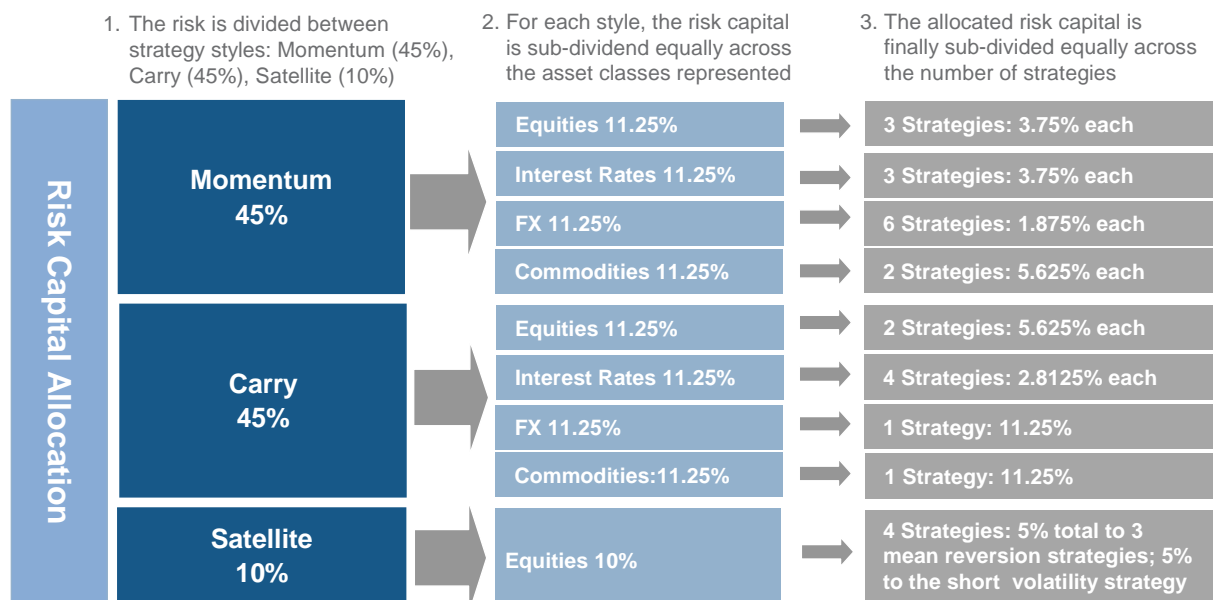 1. The risk is divided between
strategy styles: Momentum (45%),
Carry (45%), Satellite (10%)
2. For each style, the risk capital
is sub-dividend equally across
the asset classes represented
3. The allocated risk capital is
finally sub-divided equally across
the number of strategies
Risk Capital Allocation
Momentum
45%
Equities 11.25%
3 Strategies: 3.75% each
Interest Rates 11.25%
3 Strategies: 3.75% each
FX 11.25%
6 Strategies: 1.875% each
Commodities 11.25%
2 Strategies: 5.625% each
Carry
45%
Equities 11.25%
2 Strategies: 5.625% each
Interest Rates 11.25%
4 Strategies: 2.8125% each
FX 11.25%
1 Strategy: 11.25%
Commodities:11.25%
1 Strategy: 11.25%
Satellite
10%
Equities 10%
4 Strategies: 5% total to 3
mean reversion strategies; 5%
to the short volatility strategy